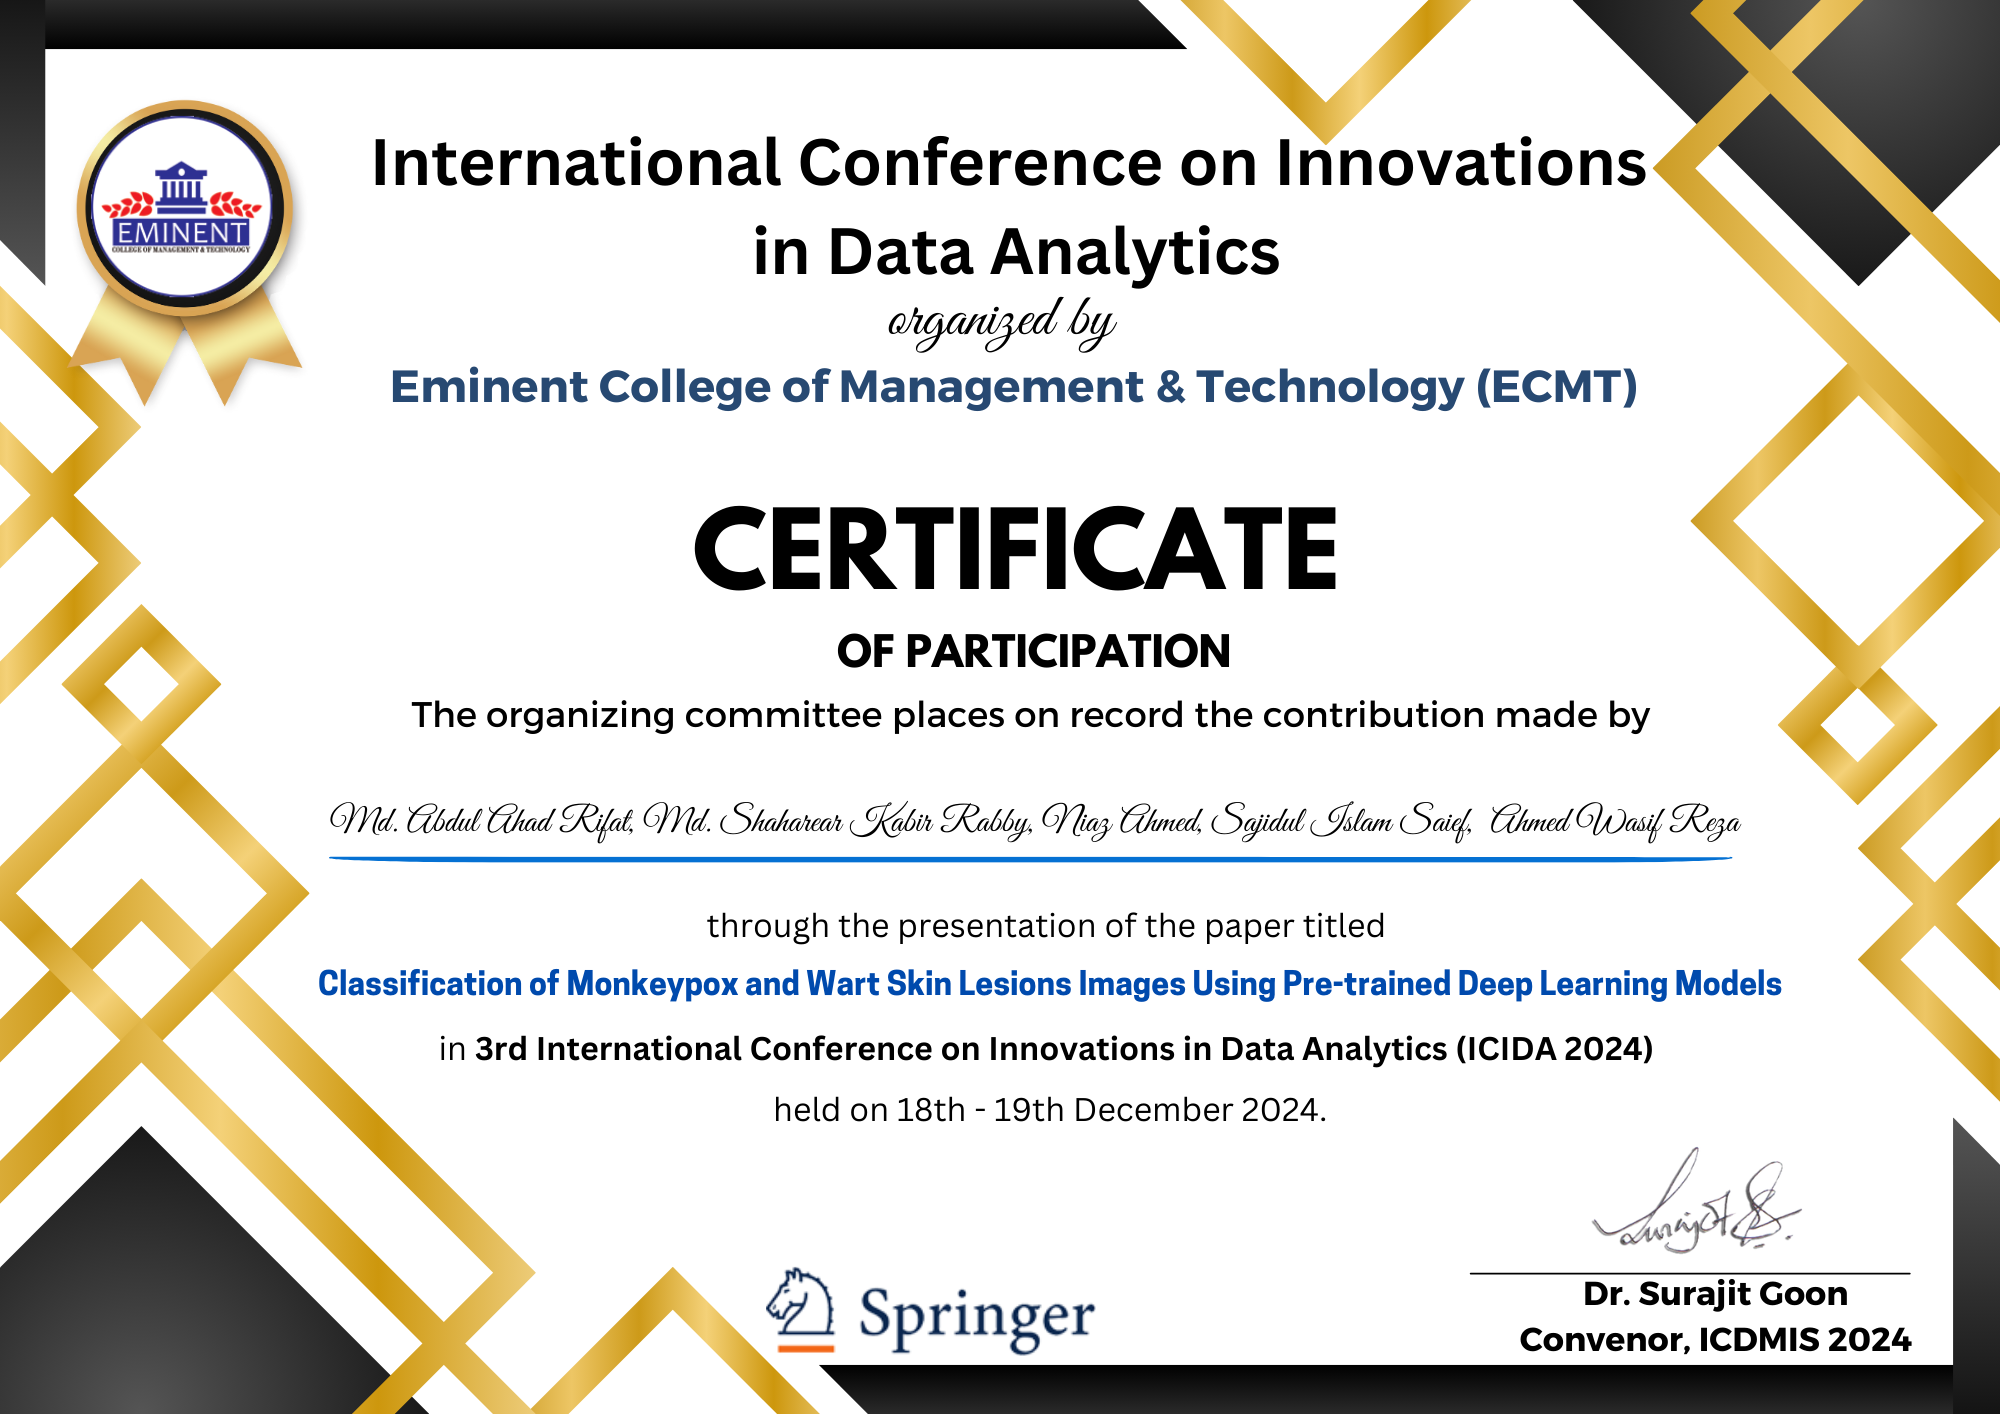 EMINENT
COLLEGE OF MANAGEMENT & TECHNOLOGY
International Conference on Innovations
in Data Analytics
organized by
Eminent College of Management & Technology (ECMT)
CERTIFICATE
OF PARTICIPATION
The organizing committee places on record the contribution made by
Md. Abdul Ahad Rifat, Md. Shaharear Kabir Rabby, Niaz Ahmed, Sajidul Islam Saief, Ahmed Wasif Reza
through the presentation of the paper titled
Classification of Monkeypox and Wart Skin Lesions Images Using Pre-trained Deep Learning Models
in 3rd International Conference on Innovations in Data Analytics (ICIDA 2024)
held on 18th - 19th December 2024.
Springer
Dr. Surajit Goon
Convenor, ICDMIS 2024